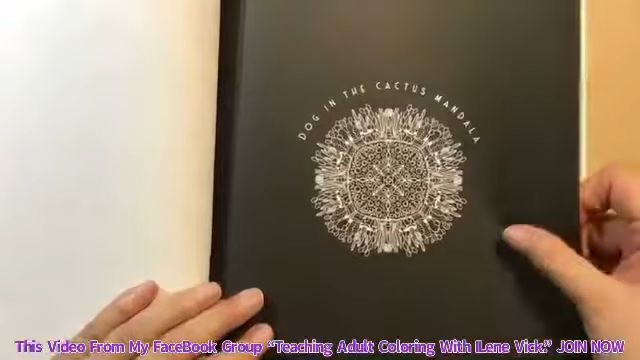 DOG IN THE CACTUS MANDALA
This Video From My FaceBook Group "Teaching Adult Coloring With ILene Vick" JOIN NOW